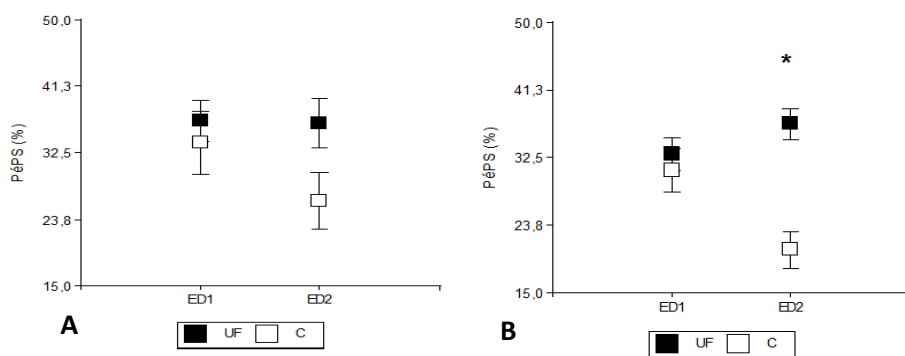 50,0
41,3
32,5
23,8
15,0
PéPS (%)
ED1 ED2
A
UF C
50,0
41,3
32,5
23,8
15,0
PéPS (%)
*
ED1 ED2
B
UF C